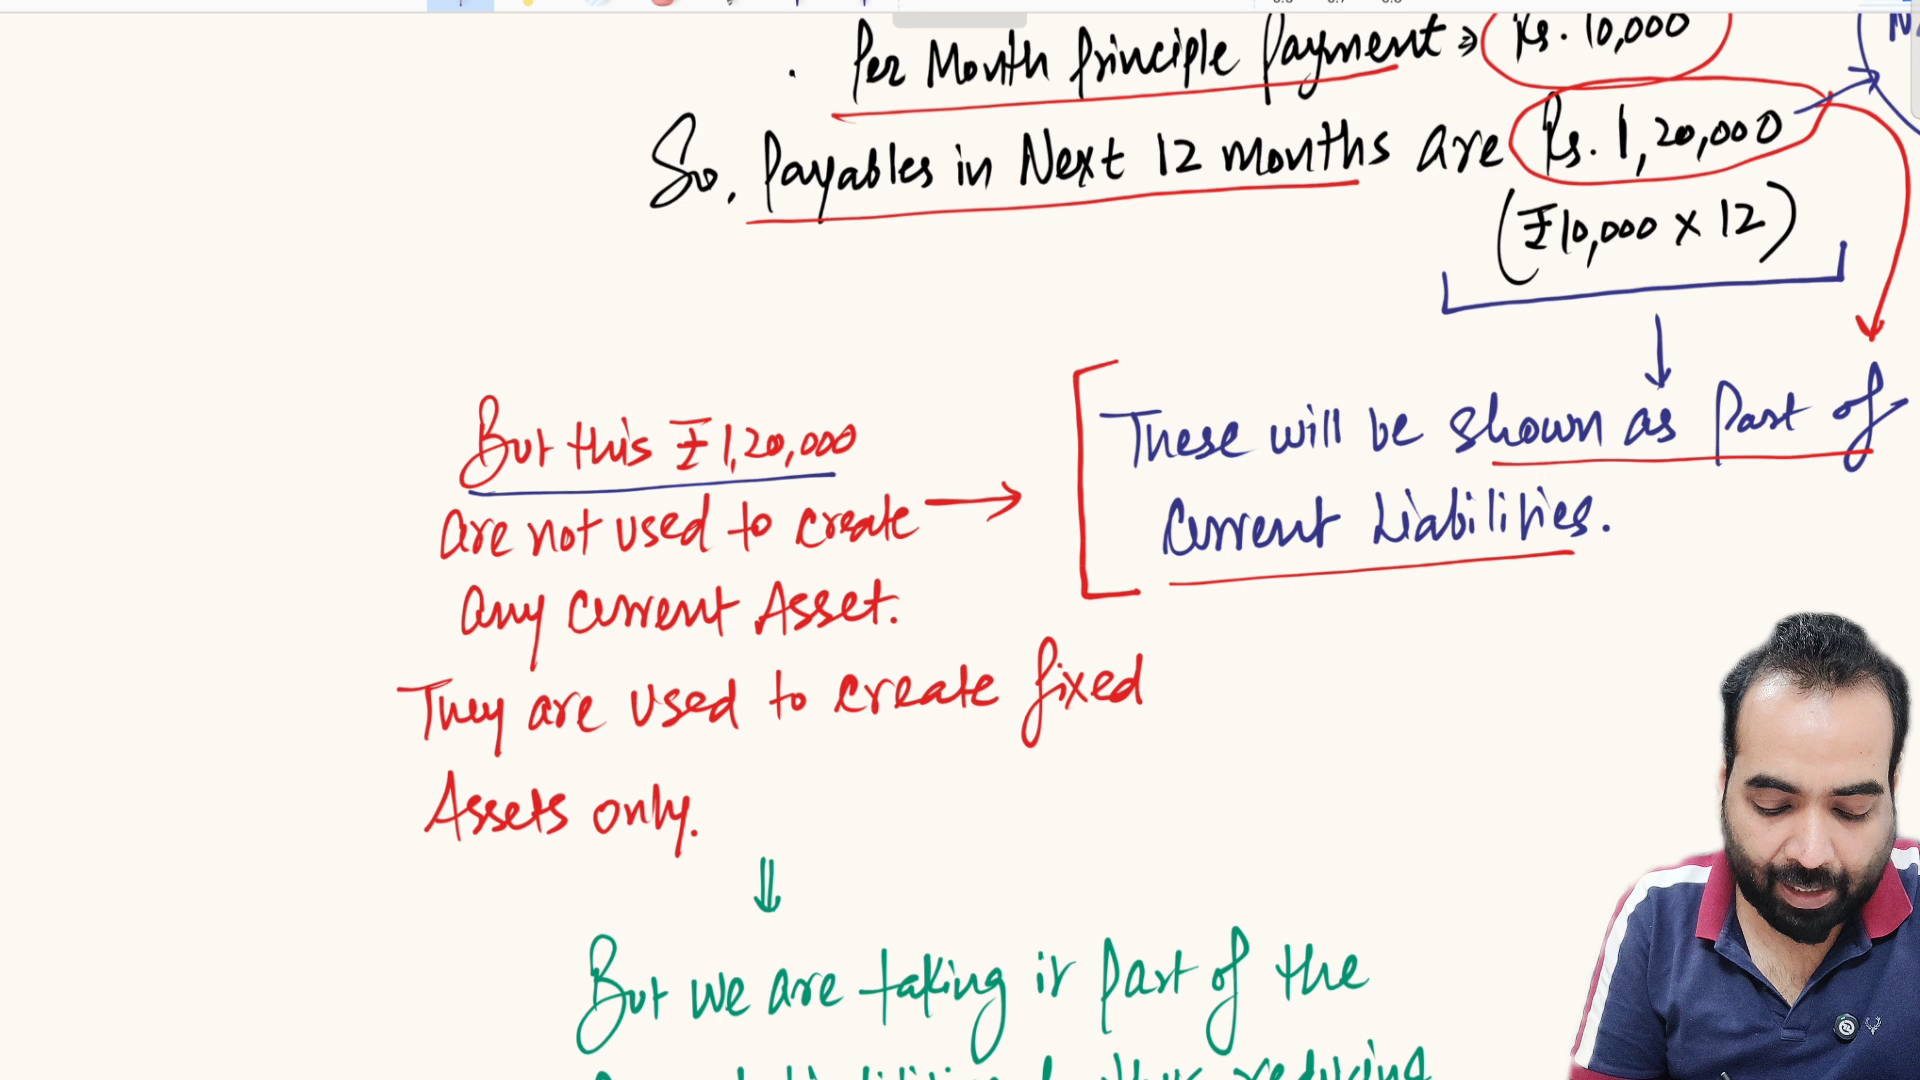 . Per Month Principle Payment ⇒ Rs. 10,000
So, Payables in Next 12 months are Rs. 1,20,000
(₹10,000 x 12)
These will be shown as Part of
Current Liabilities.
But this ₹1,20,000
are not used to create
any current Asset.
They are used to create fixed
Assets only.
But we are taking it Part of the
reducing